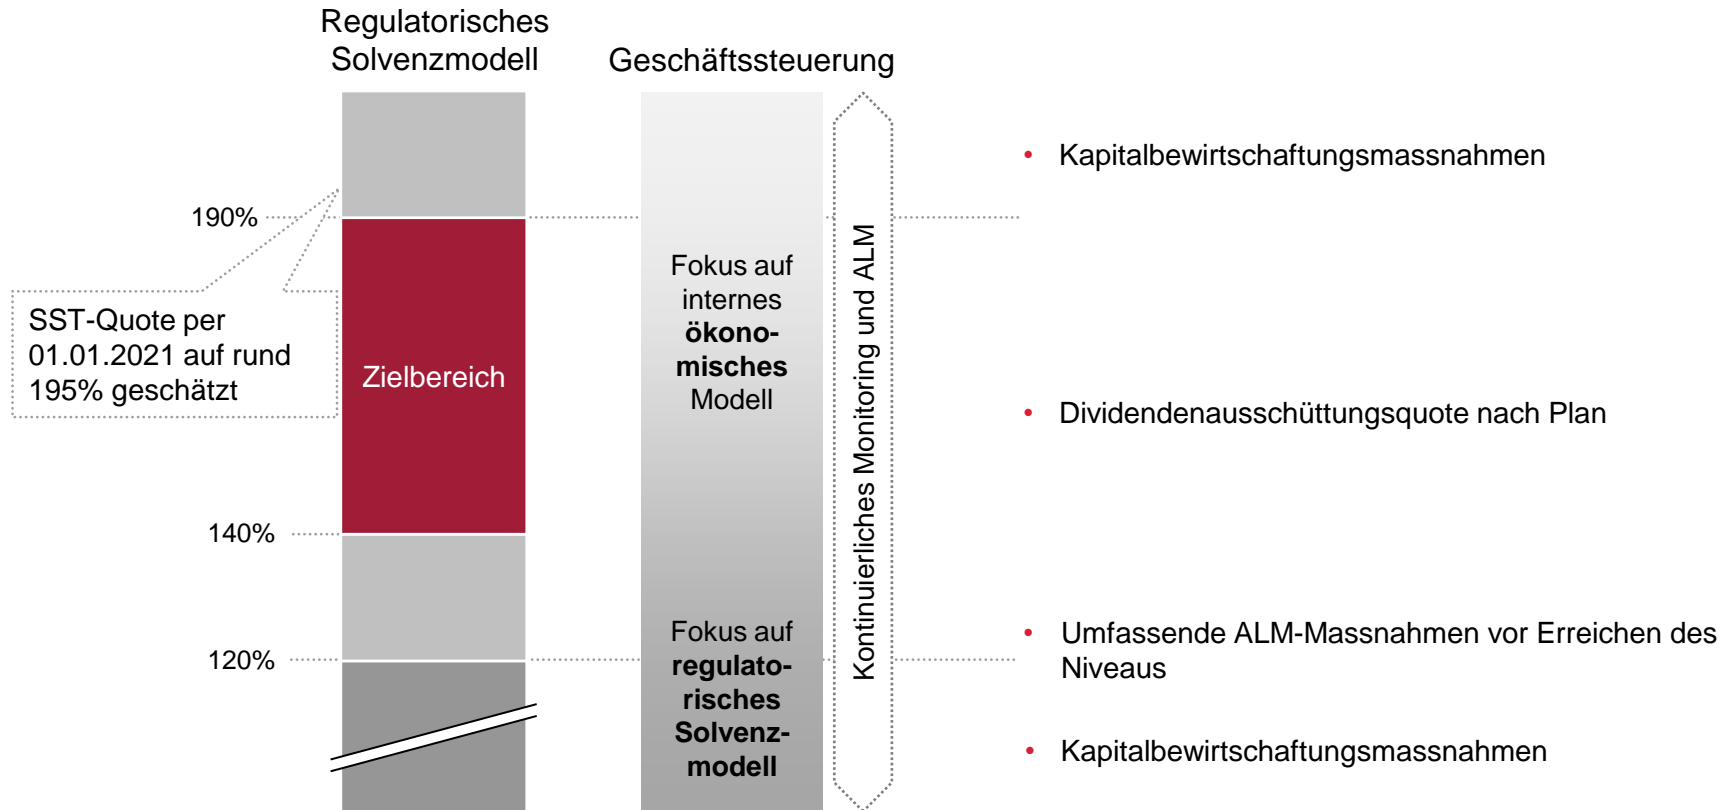 Regulatorisches
Solvenzmodell
Geschäftssteuerung
190%
140%
120%
SST-Quote per
01.01.2021 auf rund
195% geschätzt
Zielbereich
Fokus auf
internes
ökono-
misches
Modell
Fokus auf
regulato-
risches
Solvenz-
modell
Kontinuierliches Monitoring und ALM
• Kapitalbewirtschaftungsmassnahmen
• Dividendenausschüttungsquote nach Plan
• Umfassende ALM-Massnahmen vor Erreichen des
Niveaus
• Kapitalbewirtschaftungsmassnahmen